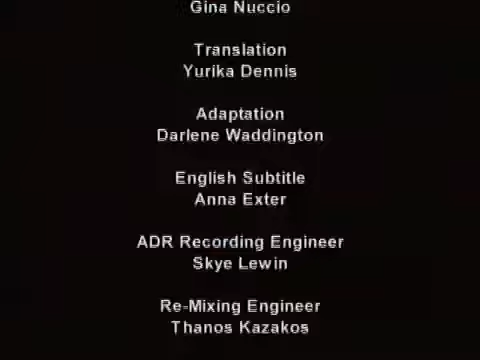 Gina Nuccio
Translation
Yurika Dennis
Adaptation
Darlene Waddington
English Subtitle
Anna Exter
ADR Recording Engineer
Skye Lewin
Re-Mixing Engineer
Thanos Kazakos